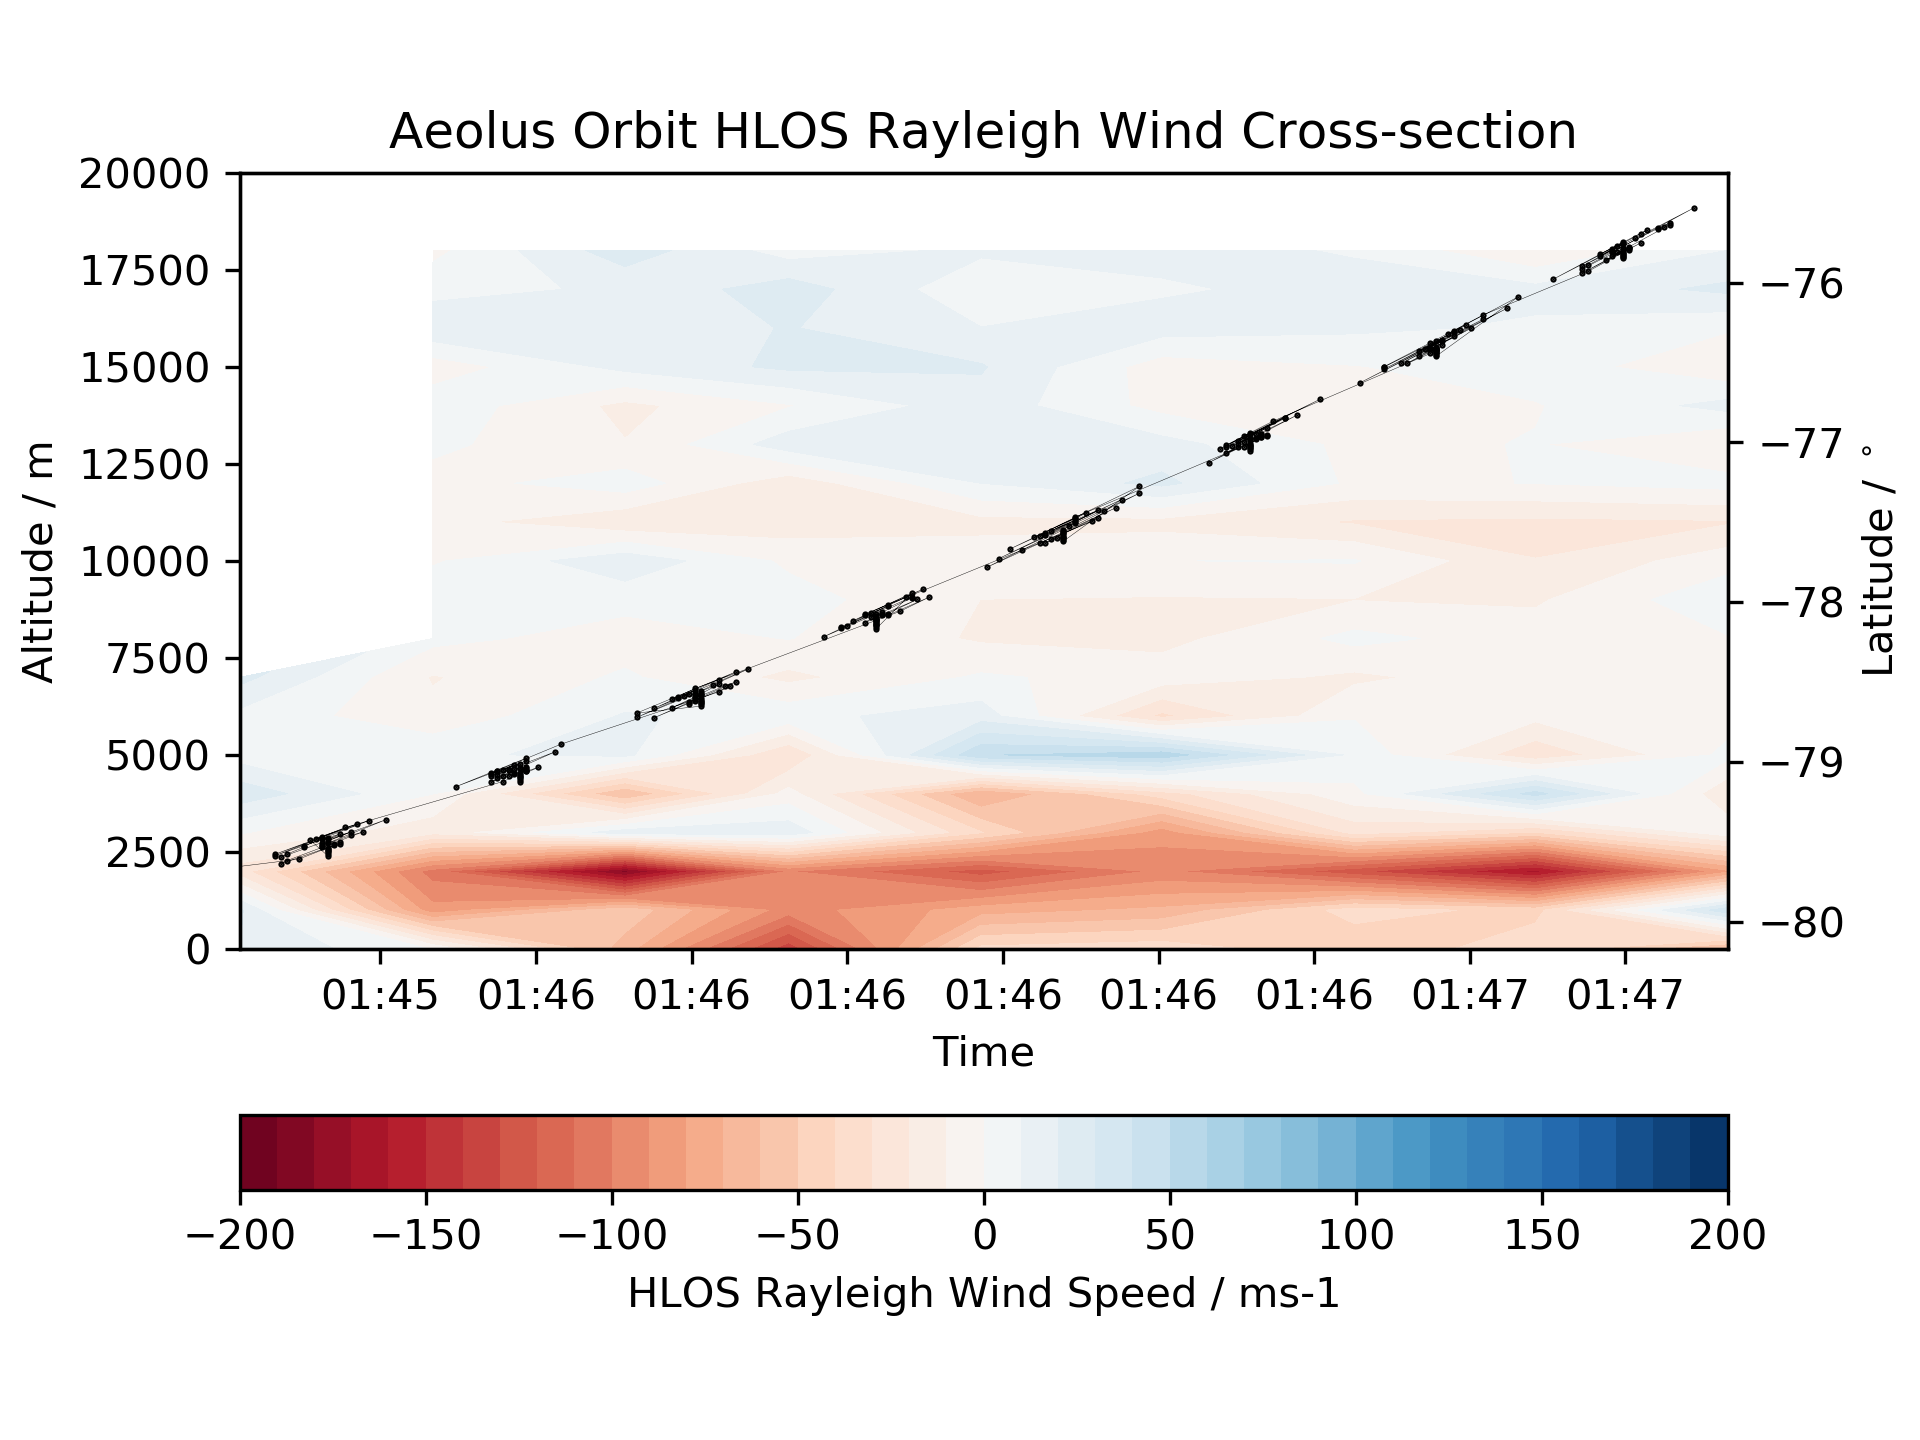 Aeolus Orbit HLOS Rayleigh Wind Cross-section
20000
17500
15000
12500
10000
7500
5000
2500
0
Altitude / m
−76
−77
−78
−79
−80
Latitude / °
01:45 01:46 01:46 01:46 01:46 01:46 01:46 01:47 01:47
Time
−200 −150 −100 −50 0 50 100 150 200
HLOS Rayleigh Wind Speed / ms-1